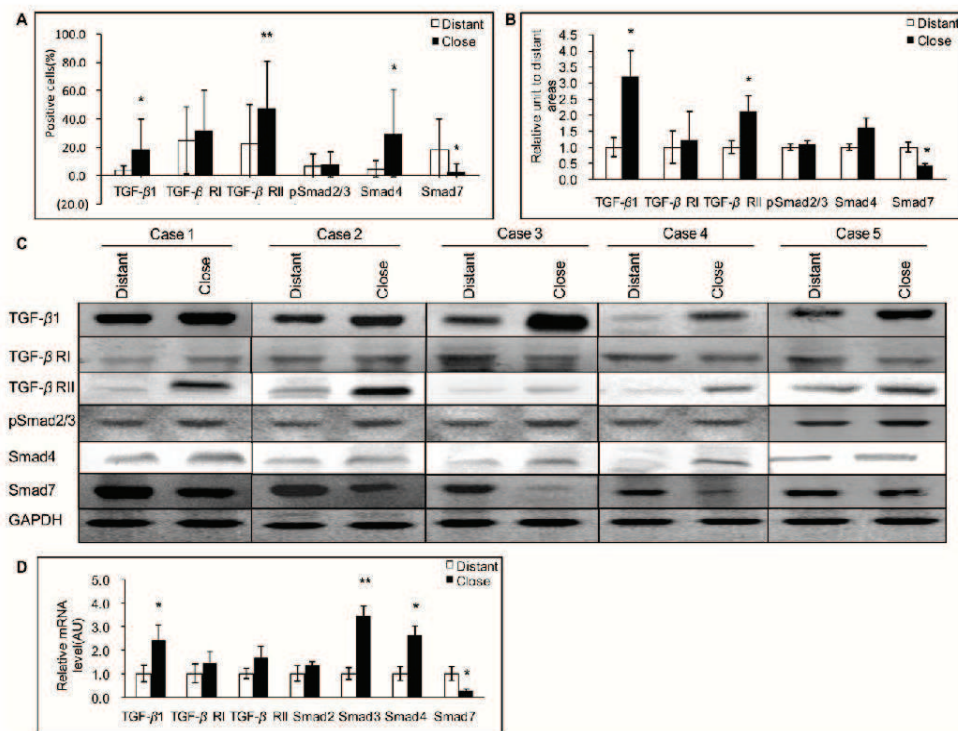 A
Distant
Close
Positive cells(%)
100.0
80.0
60.0
40.0
20.0
0.0
(20.0)
* ** * *
TGF-β1 TGF-β RI TGF-β RII pSmad2/3 Smad4 Smad7
B
Distant
Close
Relative unit to distant
areas
4.5
4.0
3.5
3.0
2.5
2.0
1.5
1.0
0.5
0.0
* * *
TGF-β1 TGF-β RI TGF-β RII pSmad2/3 Smad4 Smad7
C
Case 1 Case 2 Case 3 Case 4 Case 5
Distant Close Distant Close Distant Close Distant Close Distant Close
TGF-β1
TGF-β RI
TGF-β RII
pSmad2/3
Smad4
Smad7
GAPDH
D
Distant
Close
Relative mRNA
level(AU)
5.0
4.0
3.0
2.0
1.0
0.0
* ** * *
TGF-β1 TGF-β RI TGF-β RII Smad2 Smad3 Smad4 Smad7